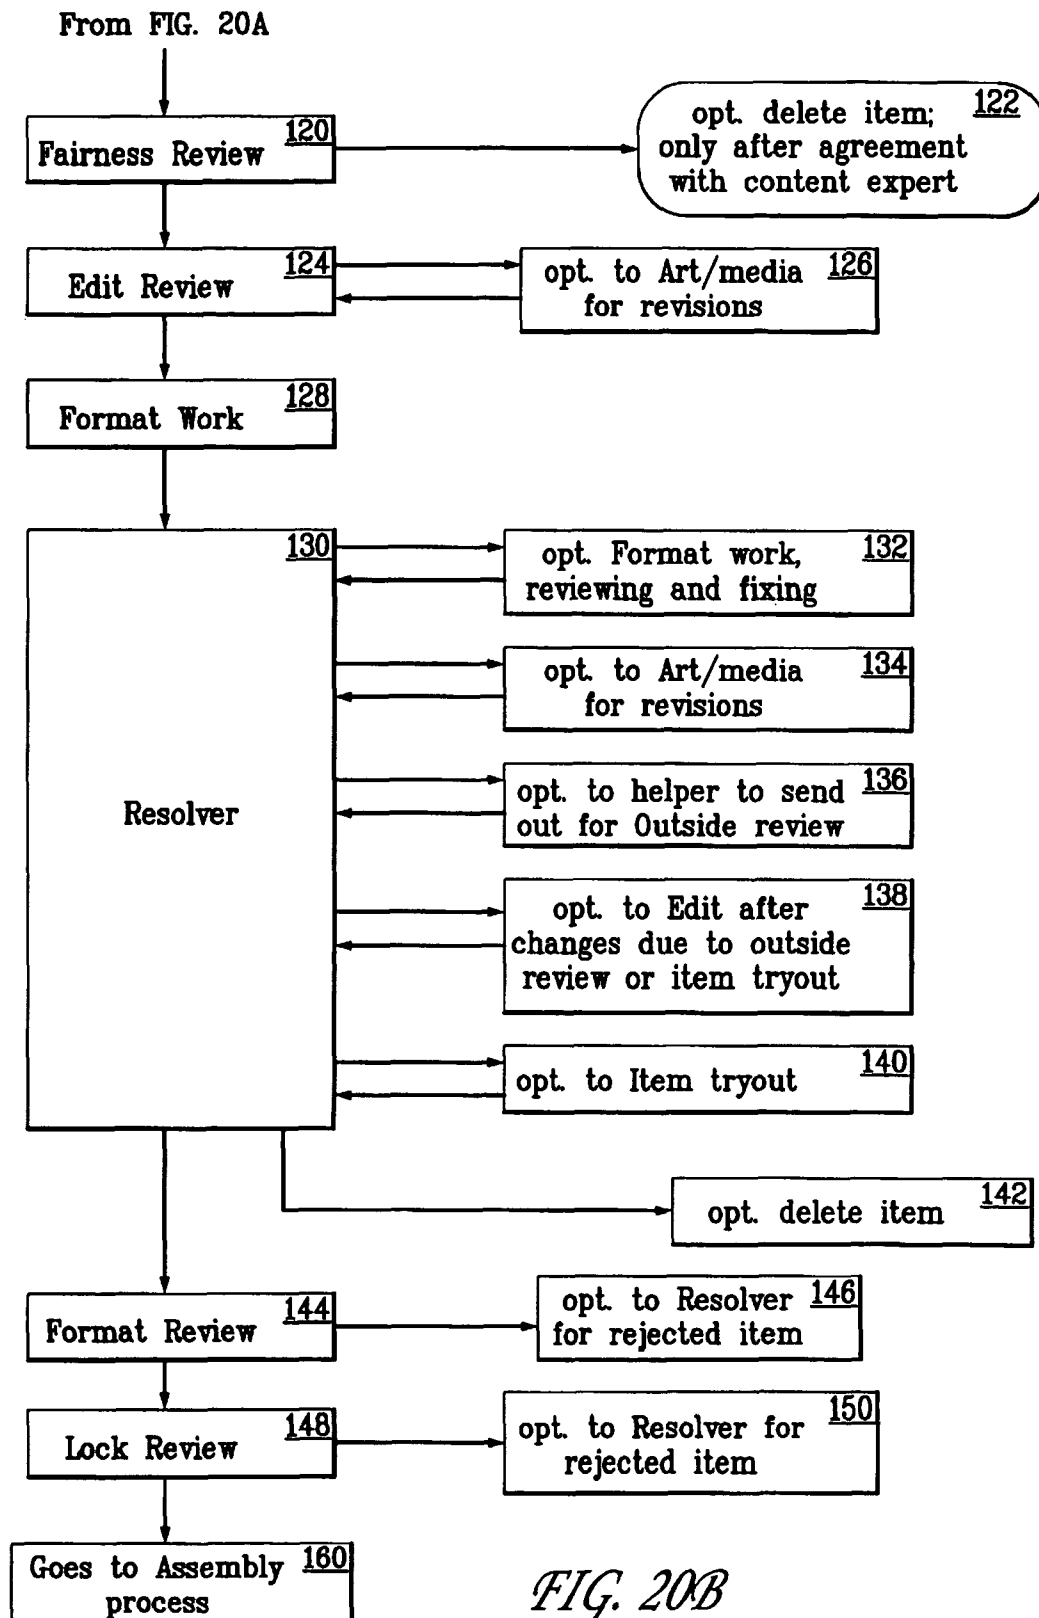 From FIG. 20A
120
Fairness Review
122
opt. delete item;
only after agreement
with content expert
124
Edit Review
126
opt. to Art/media
for revisions
128
Format Work
130
Resolver
132
opt. Format work,
reviewing and fixing
134
opt. to Art/media
for revisions
136
opt. to helper to send
out for Outside review
138
opt. to Edit after
changes due to outside
review or item tryout
140
opt. to Item tryout
142
opt. delete item
144
Format Review
146
opt. to Resolver
for rejected item
148
Lock Review
150
opt. to Resolver for
rejected item
160
Goes to Assembly
process
FIG. 20B